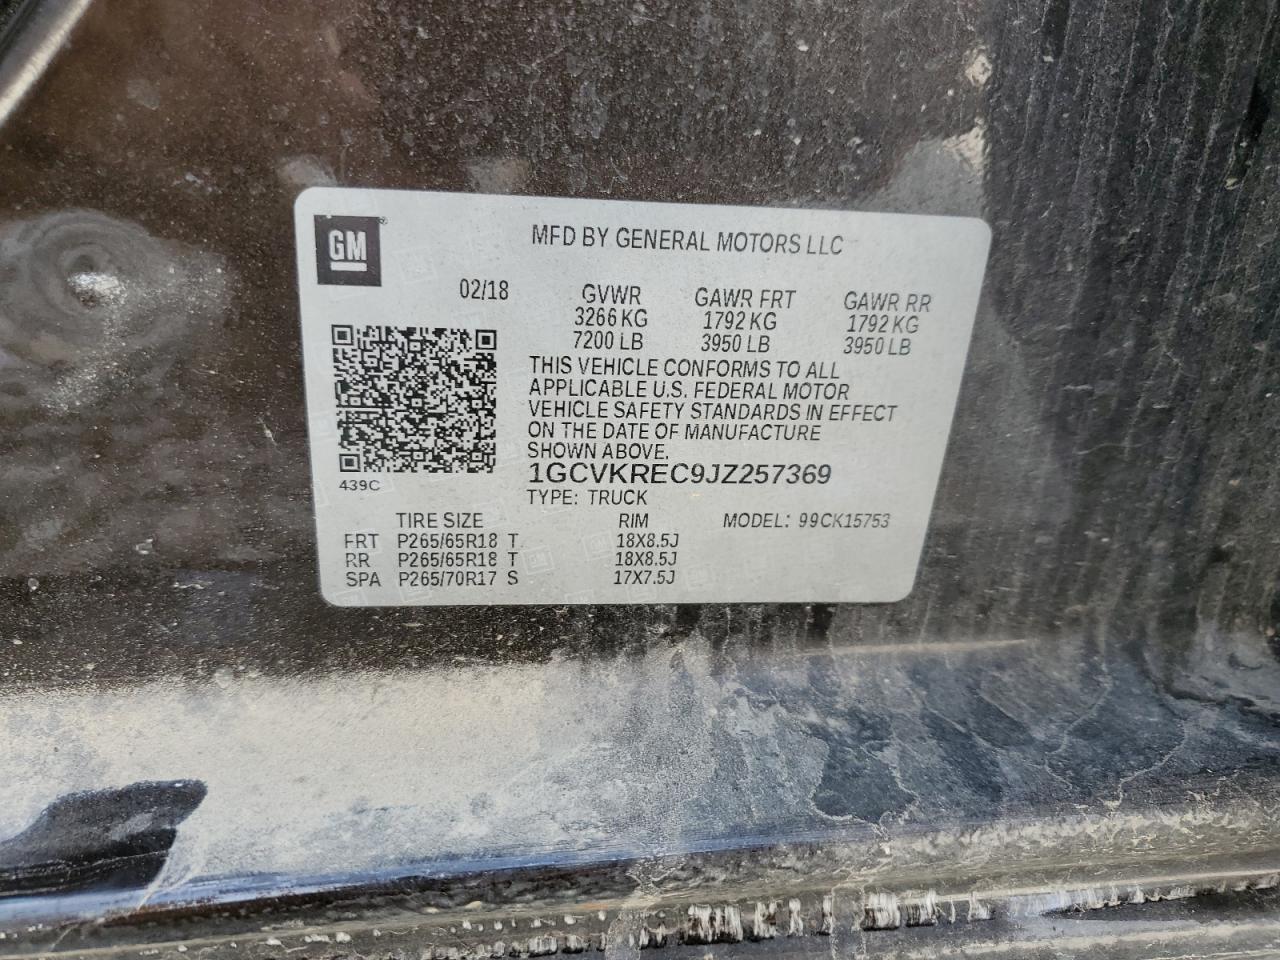 GM
MFD BY GENERAL MOTORS LLC
02/18 GVWR GAWR FRT GAWR RR
3266 KG 1792 KG 1792 KG
7200 LB 3950 LB 3950 LB
THIS VEHICLE CONFORMS TO ALL
APPLICABLE U.S. FEDERAL MOTOR
VEHICLE SAFETY STANDARDS IN EFFECT
ON THE DATE OF MANUFACTURE
SHOWN ABOVE.
1GCVKREC9JZ257369
439C
TYPE: TRUCK
TIRE SIZE RIM MODEL: 99CK15753
FRT P265/65R18 T 18X8.5J
RR P265/65R18 T 18X8.5J
SPA P265/70R17 S 17X7.5J